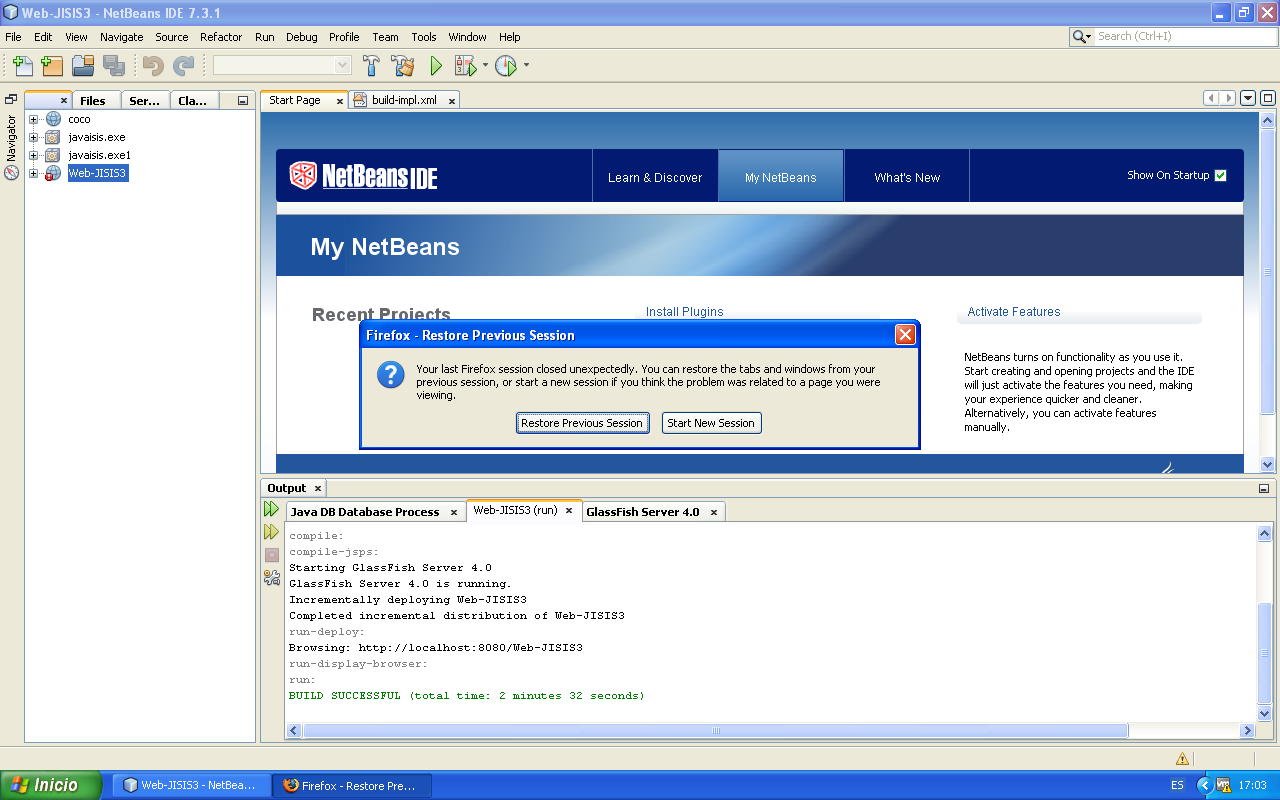 Web-JISIS3 - NetBeans IDE 7.3.1
File Edit View Navigate Source Refactor Run Debug Profile Team Tools Window Help
Search (Ctrl+I)
Files Ser... Cla...
Start Page build-impl.xml
Navigator
coco
javaisis.exe
javaisis.exe1
Web-JISIS3
NetBeans IDE
Learn & Discover
My NetBeans
What's New
Show On Startup
My NetBeans
Recent Projects
Install Plugins
Activate Features
NetBeans turns on functionality as you use it.
Start creating and opening projects and the IDE
will just activate the features you need, making
your experience quicker and cleaner.
Alternatively, you can activate features
manually.
Firefox - Restore Previous Session
Your last Firefox session closed unexpectedly. You can restore the tabs and windows from your
previous session, or start a new session if you think the problem was related to a page you were
viewing.
Restore Previous Session
Start New Session
Output
Java DB Database Process
Web-JISIS3 (run)
GlassFish Server 4.0
compile:
compile-jsps:
Starting GlassFish Server 4.0
GlassFish Server 4.0 is running.
Incrementally deploying Web-JISIS3
Completed incremental distribution of Web-JISIS3
run-deploy:
Browsing: http://localhost:8080/Web-JISIS3
run-display-browser:
run:
BUILD SUCCESSFUL (total time: 2 minutes 32 seconds)
Inicio
Web-JISIS3 - NetBea...
Firefox - Restore Pre...
ES
17:03